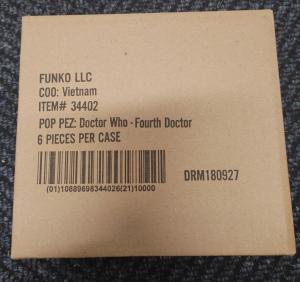 FUNKO LLC
COO: Vietnam
ITEM# 34402
POP PEZ: Doctor Who - Fourth Doctor
6 PIECES PER CASE
(01)10889698344026(21)10000
DRM180927